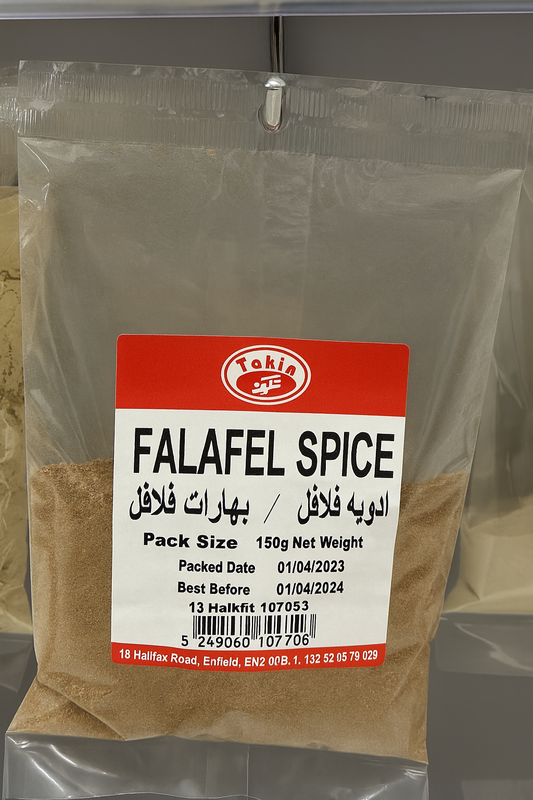 Takin
FALAFEL SPICE
ادويه فلافل / بهارات فلافل
Pack Size 150g Net Weight
Packed Date 01/04/2023
Best Before 01/04/2024
13 Halkfit 107053
5 249060 107706
18 Halifax Road, Enfield, EN2 00B. 1. 132 52 05 79 029